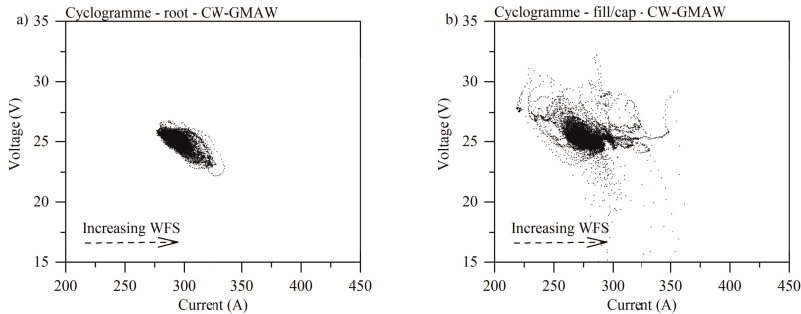 a) Cyclogramme - root - CW-GMAW
35
30
25
20
15
Voltage (V)
Increasing WFS
200 250 300 350 400 450
Current (A)
b) Cyclogramme - fill/cap - CW-GMAW
35
30
25
20
15
Voltage (V)
Increasing WFS
200 250 300 350 400 450
Current (A)